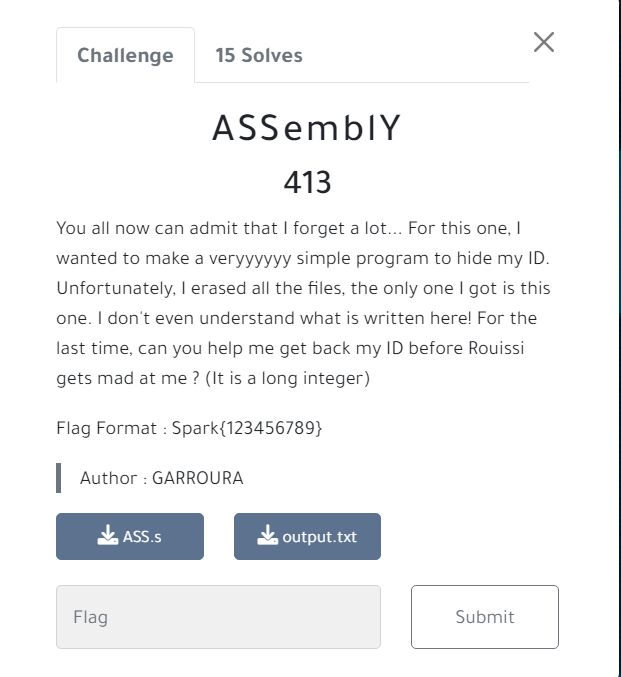 Challenge
15 Solves
ASSemblY
413
You all now can admit that I forget a lot... For this one, I
wanted to make a veryyyyyy simple program to hide my ID.
Unfortunately, I erased all the files, the only one I got is this
one. I don't even understand what is written here! For the
last time, can you help me get back my ID before Rouissi
gets mad at me ? (It is a long integer)
Flag Format : Spark{123456789}
Author : GARROURA
ASS.s
output.txt
Flag
Submit